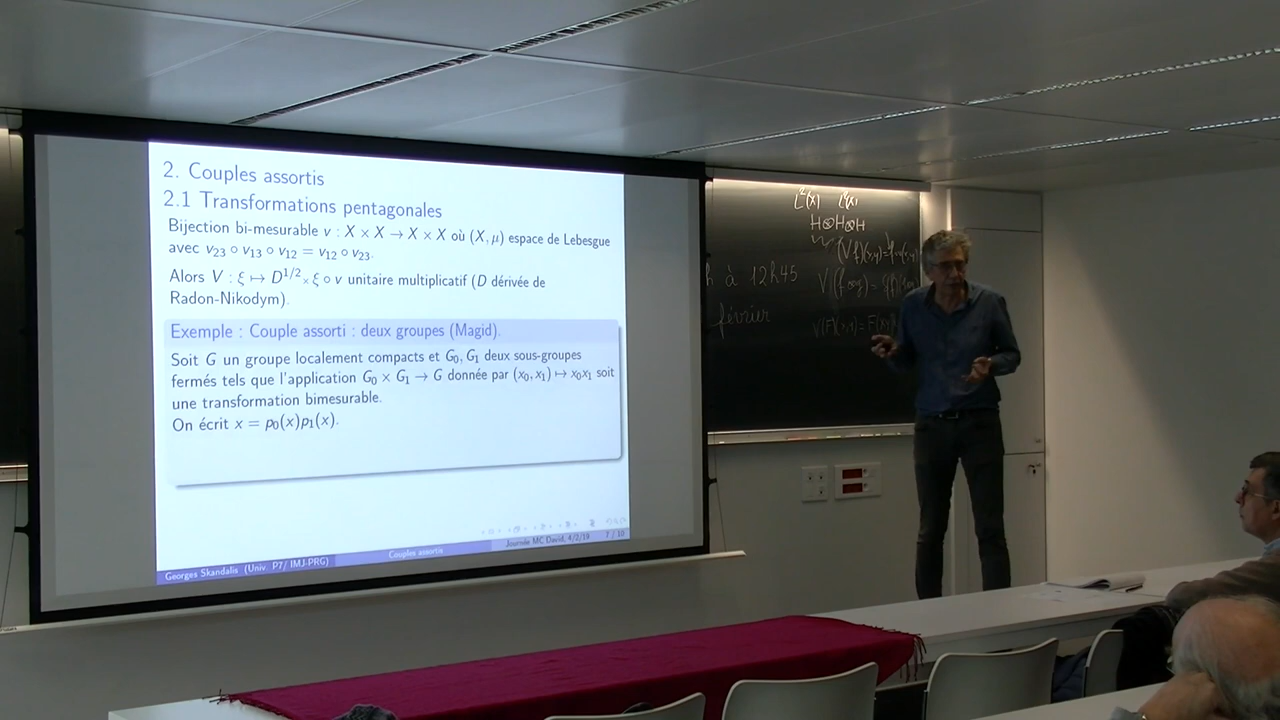 2. Couples assortis
2.1 Transformations pentagonales
Bijection bi-mesurable v : X × X → X × X où (X, μ) espace de Lebesgue
avec v₂₃ ∘ v₁₃ ∘ v₁₂ = v₁₂ ∘ v₂₃.
Alors V : ξ ↦ D^{1/2} × ξ ∘ v unitaire multiplicatif (D dérivée de
Radon-Nikodym).
Exemple : Couple assorti : deux groupes (Magid).
Soit G un groupe localement compacts et G₀, G₁ deux sous-groupes
fermés tels que l'application G₀ × G₁ → G donnée par (x₀, x₁) ↦ x₀x₁ soit
une transformation bimesurable.
On écrit x = p₀(x)p₁(x).
Georges Skandalis (Univ. P7/ IMJ-PRG)
Couples assortis
Journée MC David, 4/2/19
7 / 10
H⊗H⊗H
h à 12h45
février